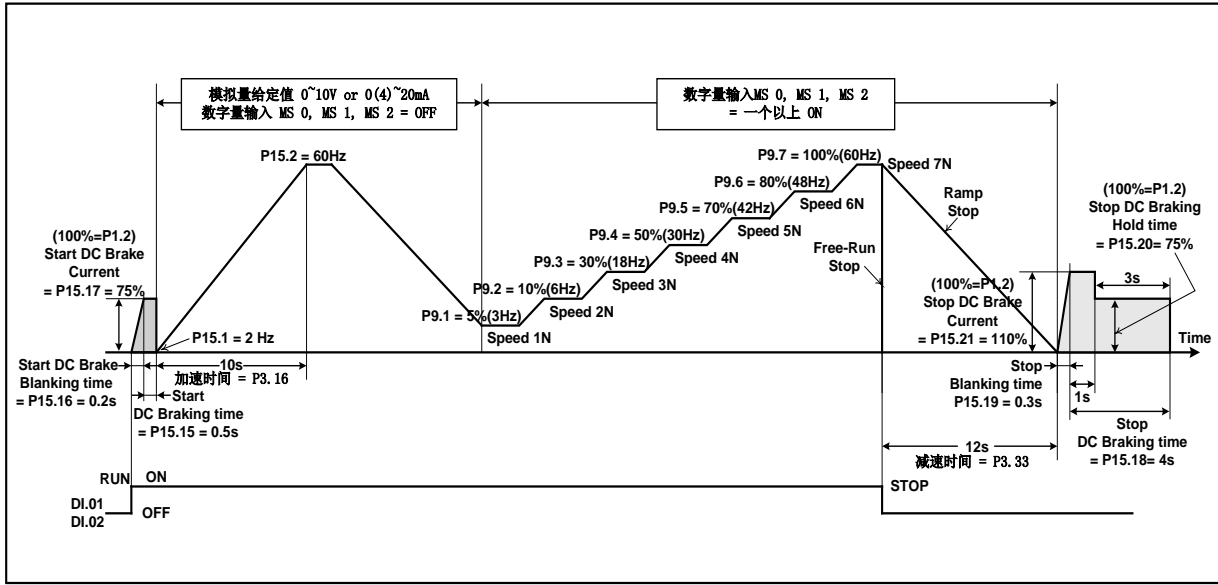 模拟量给定值 0~10V or 0(4)~20mA
数字量输入 MS 0, MS 1, MS 2 = OFF
数字量输入MS 0, MS 1, MS 2
= 一个以上 ON
P15.2 = 60Hz
P9.7 = 100%(60Hz)
Speed 7N
P9.6 = 80%(48Hz)
Speed 6N
P9.5 = 70%(42Hz)
Speed 5N
P9.4 = 50%(30Hz)
Speed 4N
P9.3 = 30%(18Hz)
Speed 3N
P9.2 = 10%(6Hz)
Speed 2N
P9.1 = 5%(3Hz)
Speed 1N
Ramp
Stop
Free-Run
Stop
(100%=P1.2)
Start DC Brake
Current
= P15.17 = 75%
(100%=P1.2)
Stop DC Braking
Hold time
= P15.20= 75%
(100%=P1.2)
Stop DC Brake
Current
= P15.21 = 110%
3s
P15.1 = 2 Hz
Time
Start DC Brake
Blanking time
= P15.16 = 0.2s
10s
加速时间 = P3.16
Start
DC Braking time
= P15.15 = 0.5s
Stop
Blanking time
P15.19 = 0.3s
1s
Stop
DC Braking time
= P15.18= 4s
12s
减速时间 = P3.33
RUN
ON
STOP
DI.01
DI.02
OFF